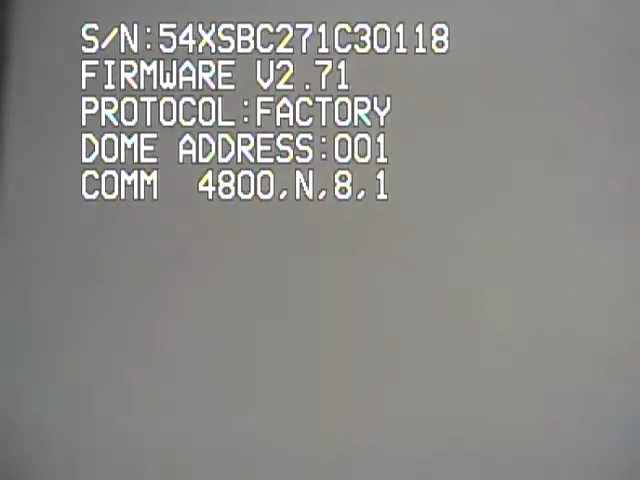 S/N:54XSBC271C30118
FIRMWARE V2.71
PROTOCOL:FACTORY
DOME ADDRESS:001
COMM  4800,N,8,1